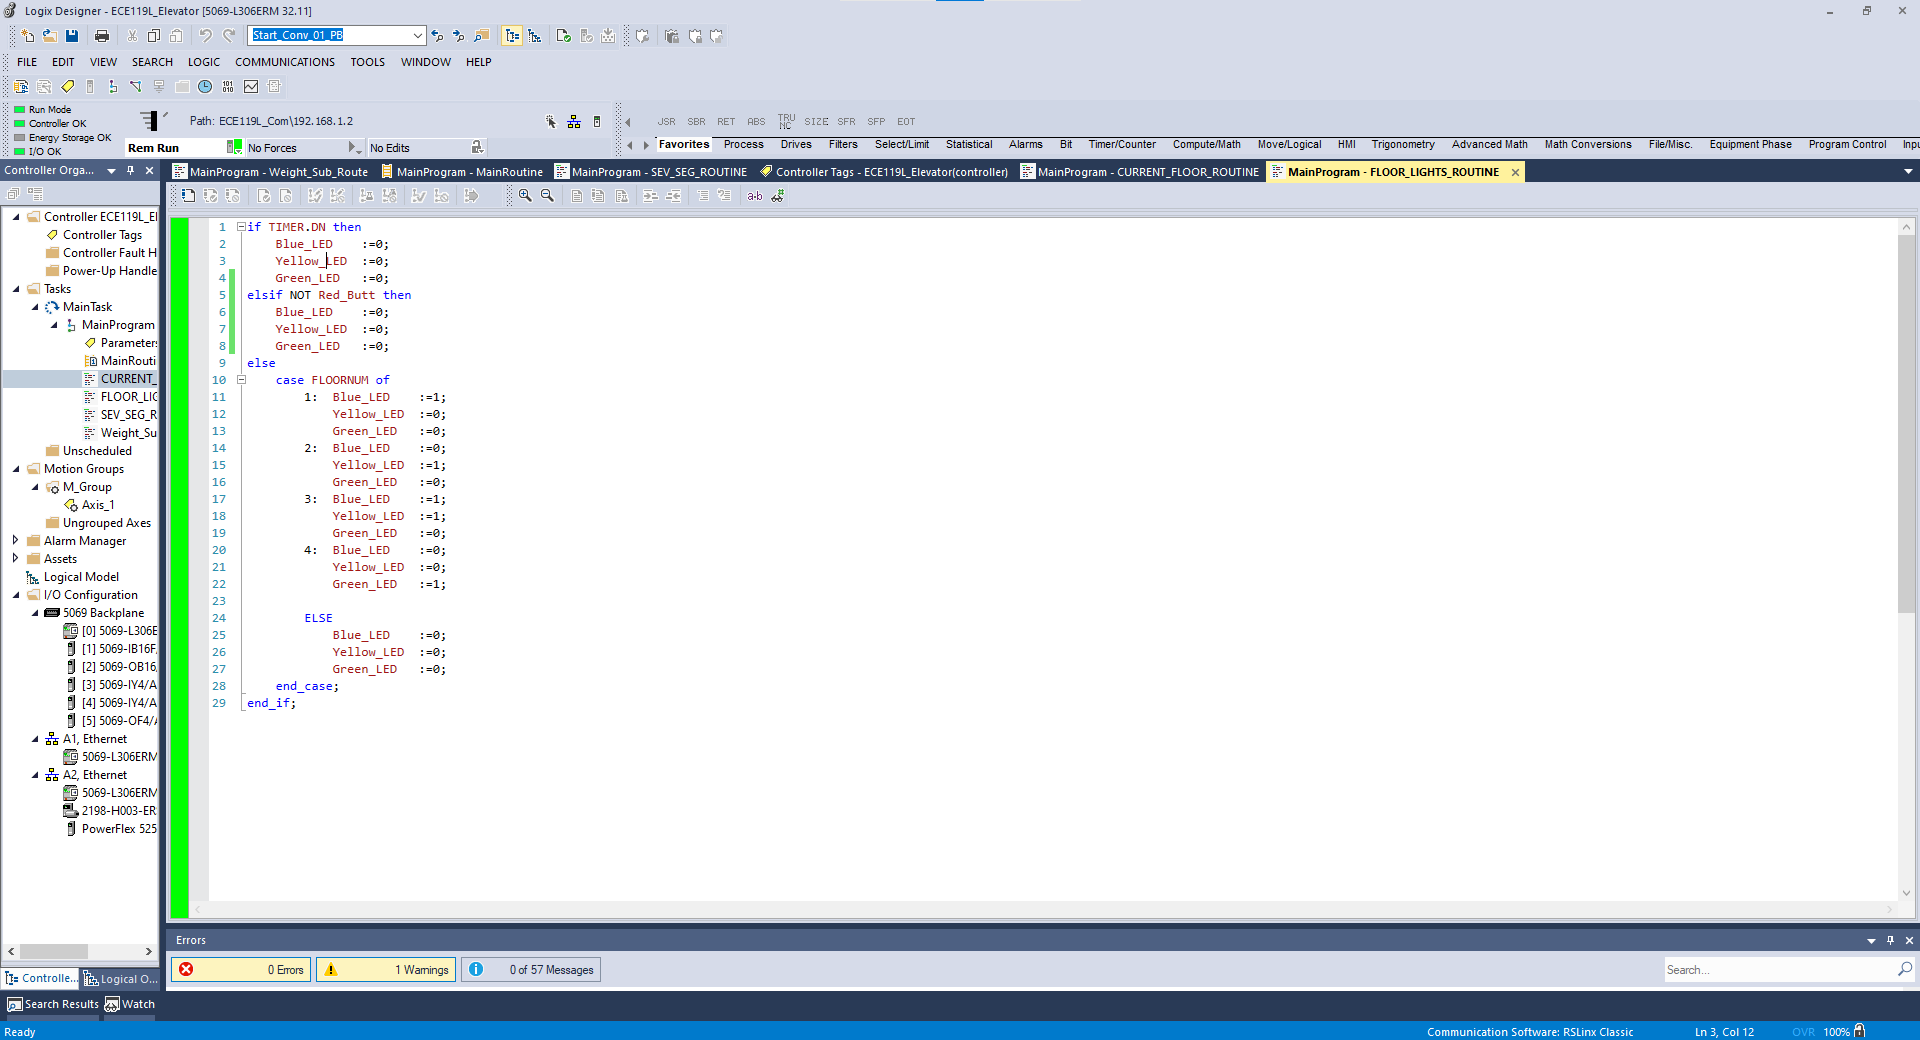 Logix Designer - ECE119L_Elevator [5069-L306ERM 32.11]
Start_Conv_01_PB
FILE EDIT VIEW SEARCH LOGIC COMMUNICATIONS TOOLS WINDOW HELP
Run Mode
Controller OK
Energy Storage OK
I/O OK
Path: ECE119L_Com\192.168.1.2
Rem Run No Forces No Edits
JSR SBR RET ABS TRUNC SIZE SFR SFP EOT
Favorites Process Drives Filters Select/Limit Statistical Alarms Bit Timer/Counter Compute/Math Move/Logical HMI Trigonometry Advanced Math Math Conversions File/Misc. Equipment Phase Program Control Inpu
Controller Orga...
MainProgram - Weight_Sub_Route MainProgram - MainRoutine MainProgram - SEV_SEG_ROUTINE Controller Tags - ECE119L_Elevator(controller) MainProgram - CURRENT_FLOOR_ROUTINE MainProgram - FLOOR_LIGHTS_ROUTINE
a·b
Controller ECE119L_El
Controller Tags
Controller Fault H
Power-Up Handle
Tasks
MainTask
MainProgram
Parameters
MainRouti
CURRENT_
FLOOR_LIG
SEV_SEG_R
Weight_Su
Unscheduled
Motion Groups
M_Group
Axis_1
Ungrouped Axes
Alarm Manager
Assets
Logical Model
I/O Configuration
5069 Backplane
[0] 5069-L306E
[1] 5069-IB16F/
[2] 5069-OB16/
[3] 5069-IY4/A
[4] 5069-IY4/A
[5] 5069-OF4/A
A1, Ethernet
5069-L306ERM
A2, Ethernet
5069-L306ERM
2198-H003-ER
PowerFlex 525
Controlle... Logical O...
1 if TIMER.DN then
2 Blue_LED :=0;
3 Yellow_LED :=0;
4 Green_LED :=0;
5 elsif NOT Red_Butt then
6 Blue_LED :=0;
7 Yellow_LED :=0;
8 Green_LED :=0;
9 else
10 case FLOORNUM of
11 1: Blue_LED :=1;
12 Yellow_LED :=0;
13 Green_LED :=0;
14 2: Blue_LED :=0;
15 Yellow_LED :=1;
16 Green_LED :=0;
17 3: Blue_LED :=1;
18 Yellow_LED :=1;
19 Green_LED :=0;
20 4: Blue_LED :=0;
21 Yellow_LED :=0;
22 Green_LED :=1;
23
24 ELSE
25 Blue_LED :=0;
26 Yellow_LED :=0;
27 Green_LED :=0;
28 end_case;
29 end_if;
Errors
0 Errors 1 Warnings 0 of 57 Messages
Search...
Search Results Watch
Ready Communication Software: RSLinx Classic Ln 3, Col 12 OVR 100%